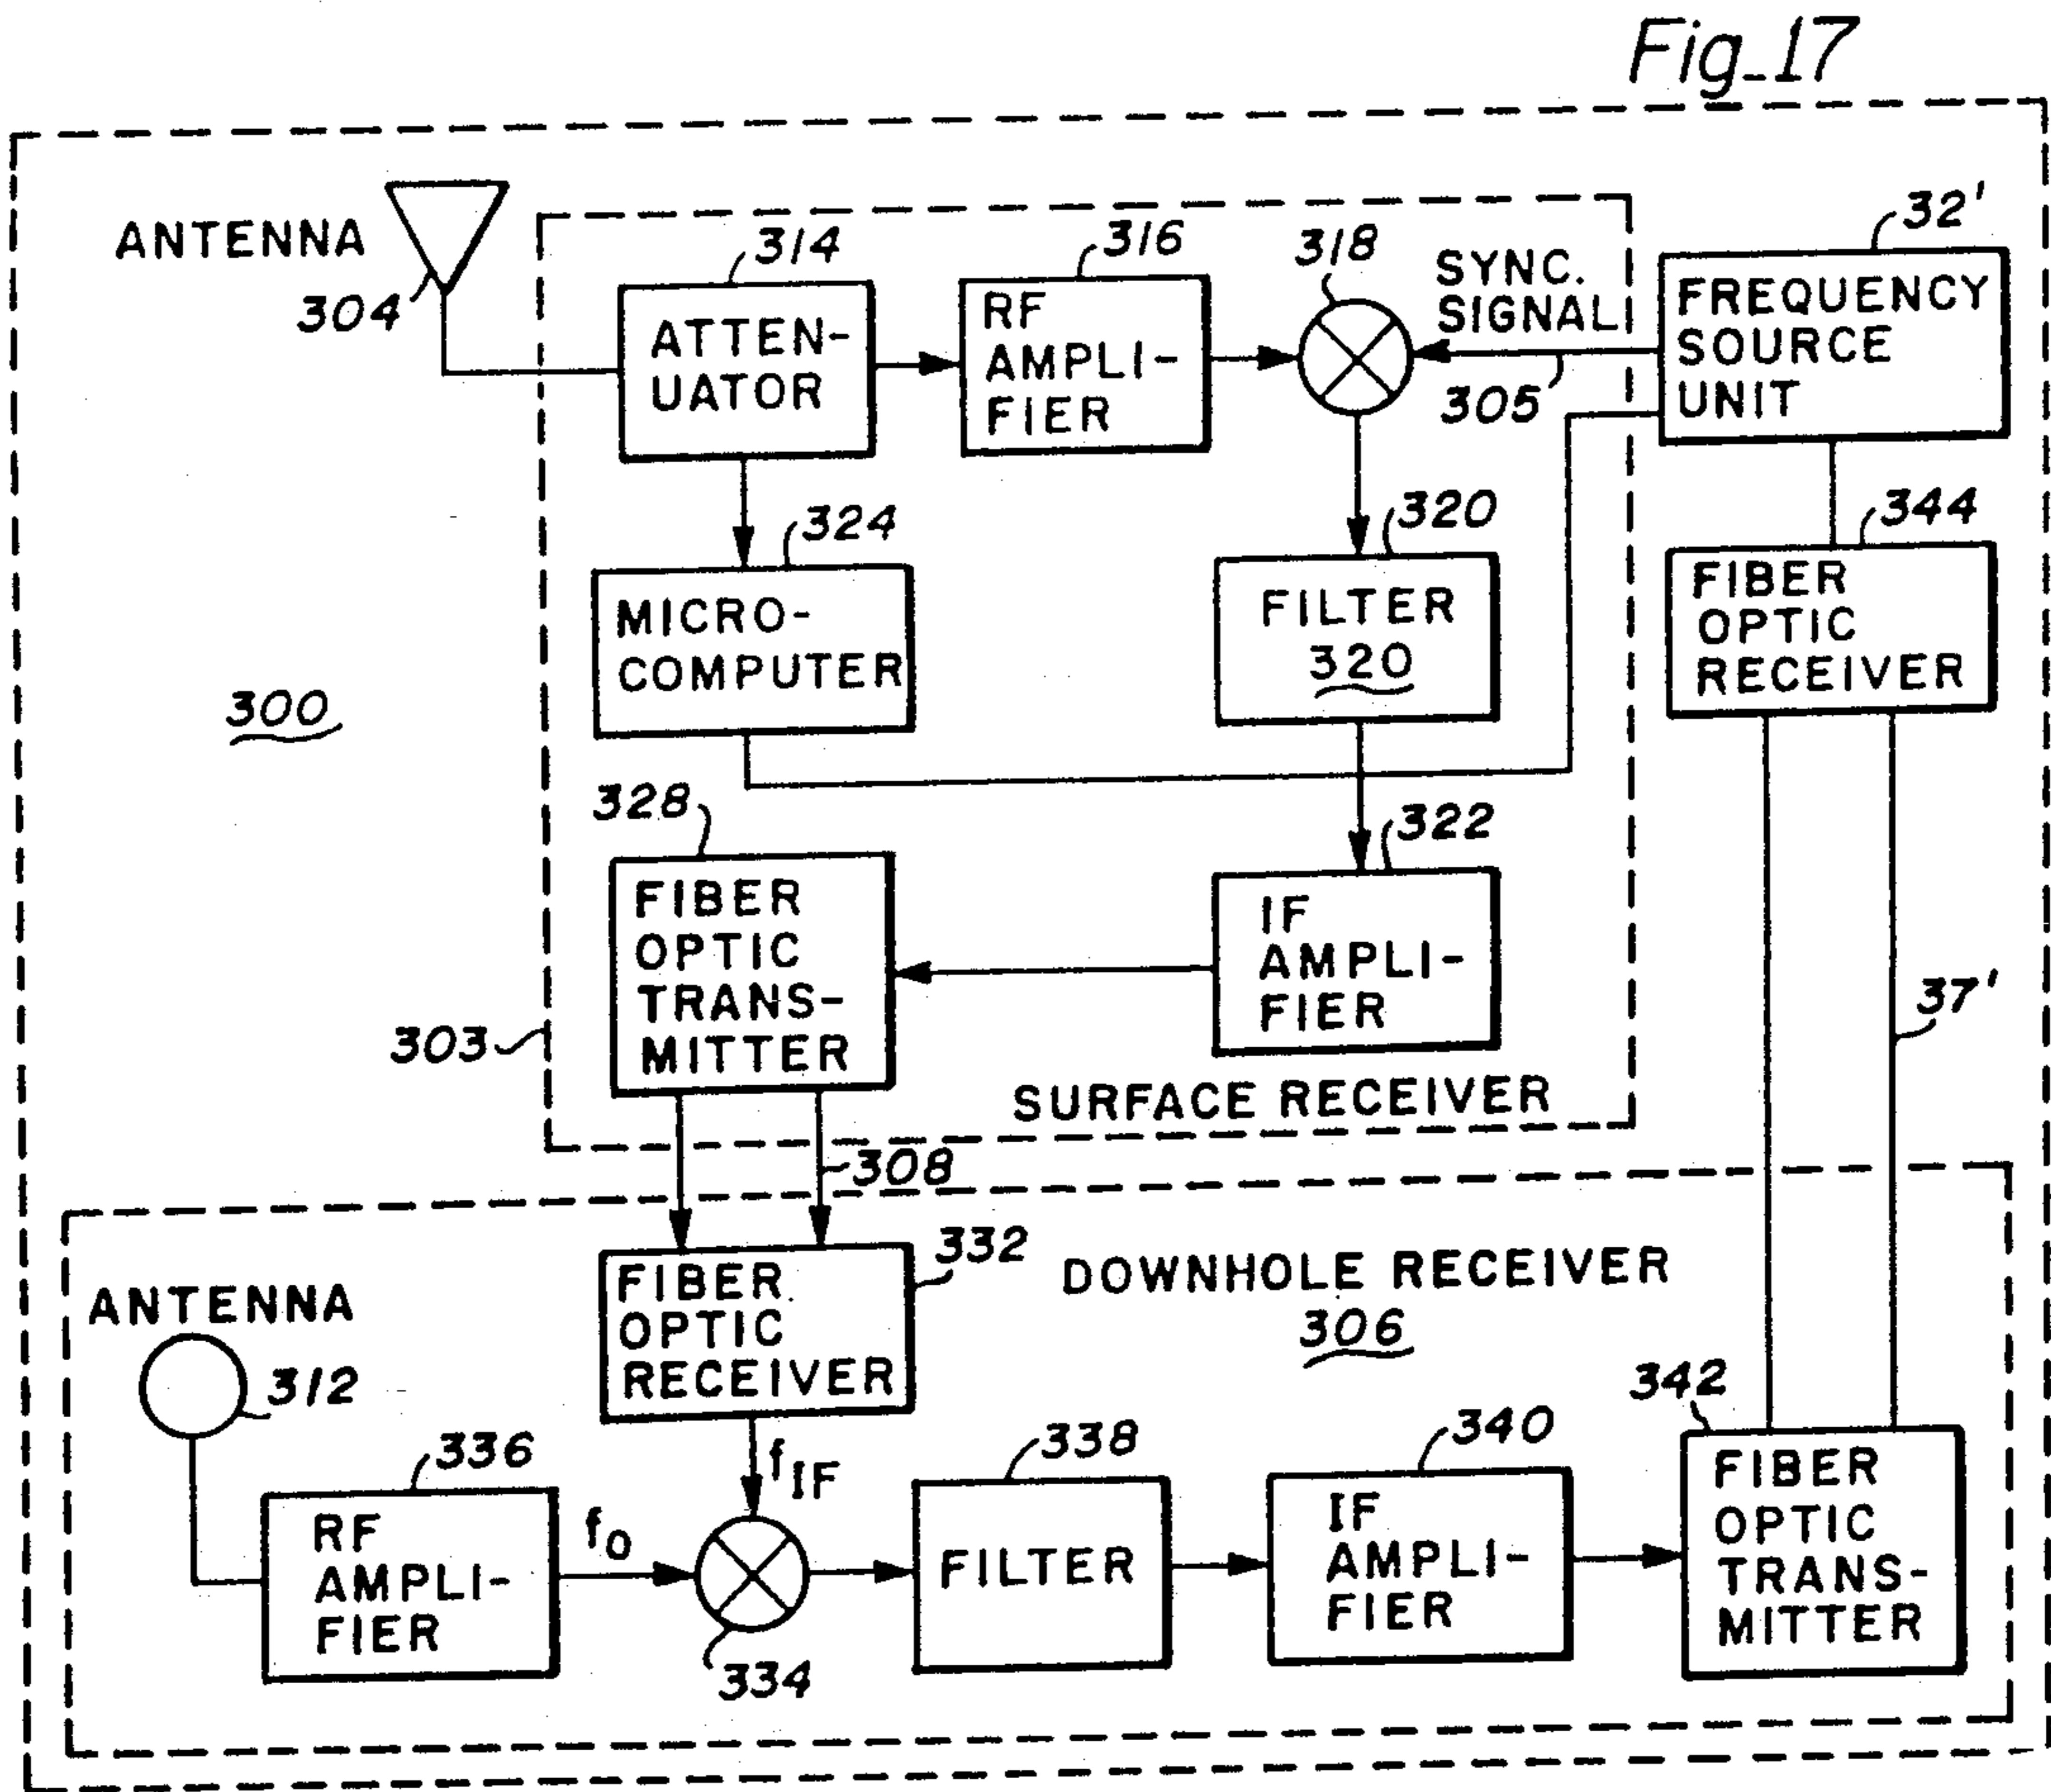 Fig_17
ANTENNA
304
314
316
318
SYNC.
SIGNAL
305
32'
ATTEN-
UATOR
RF
AMPLI-
FIER
FREQUENCY
SOURCE
UNIT
324
320
344
MICRO-
COMPUTER
FILTER
320
FIBER
OPTIC
RECEIVER
300
328
322
FIBER
OPTIC
TRANS-
MITTER
IF
AMPLI-
FIER
37'
303
SURFACE RECEIVER
308
332
FIBER
OPTIC
RECEIVER
DOWNHOLE RECEIVER
306
ANTENNA
312
342
336
fIF
338
340
RF
AMPLI-
FIER
fO
334
FILTER
IF
AMPLI-
FIER
FIBER
OPTIC
TRANS-
MITTER